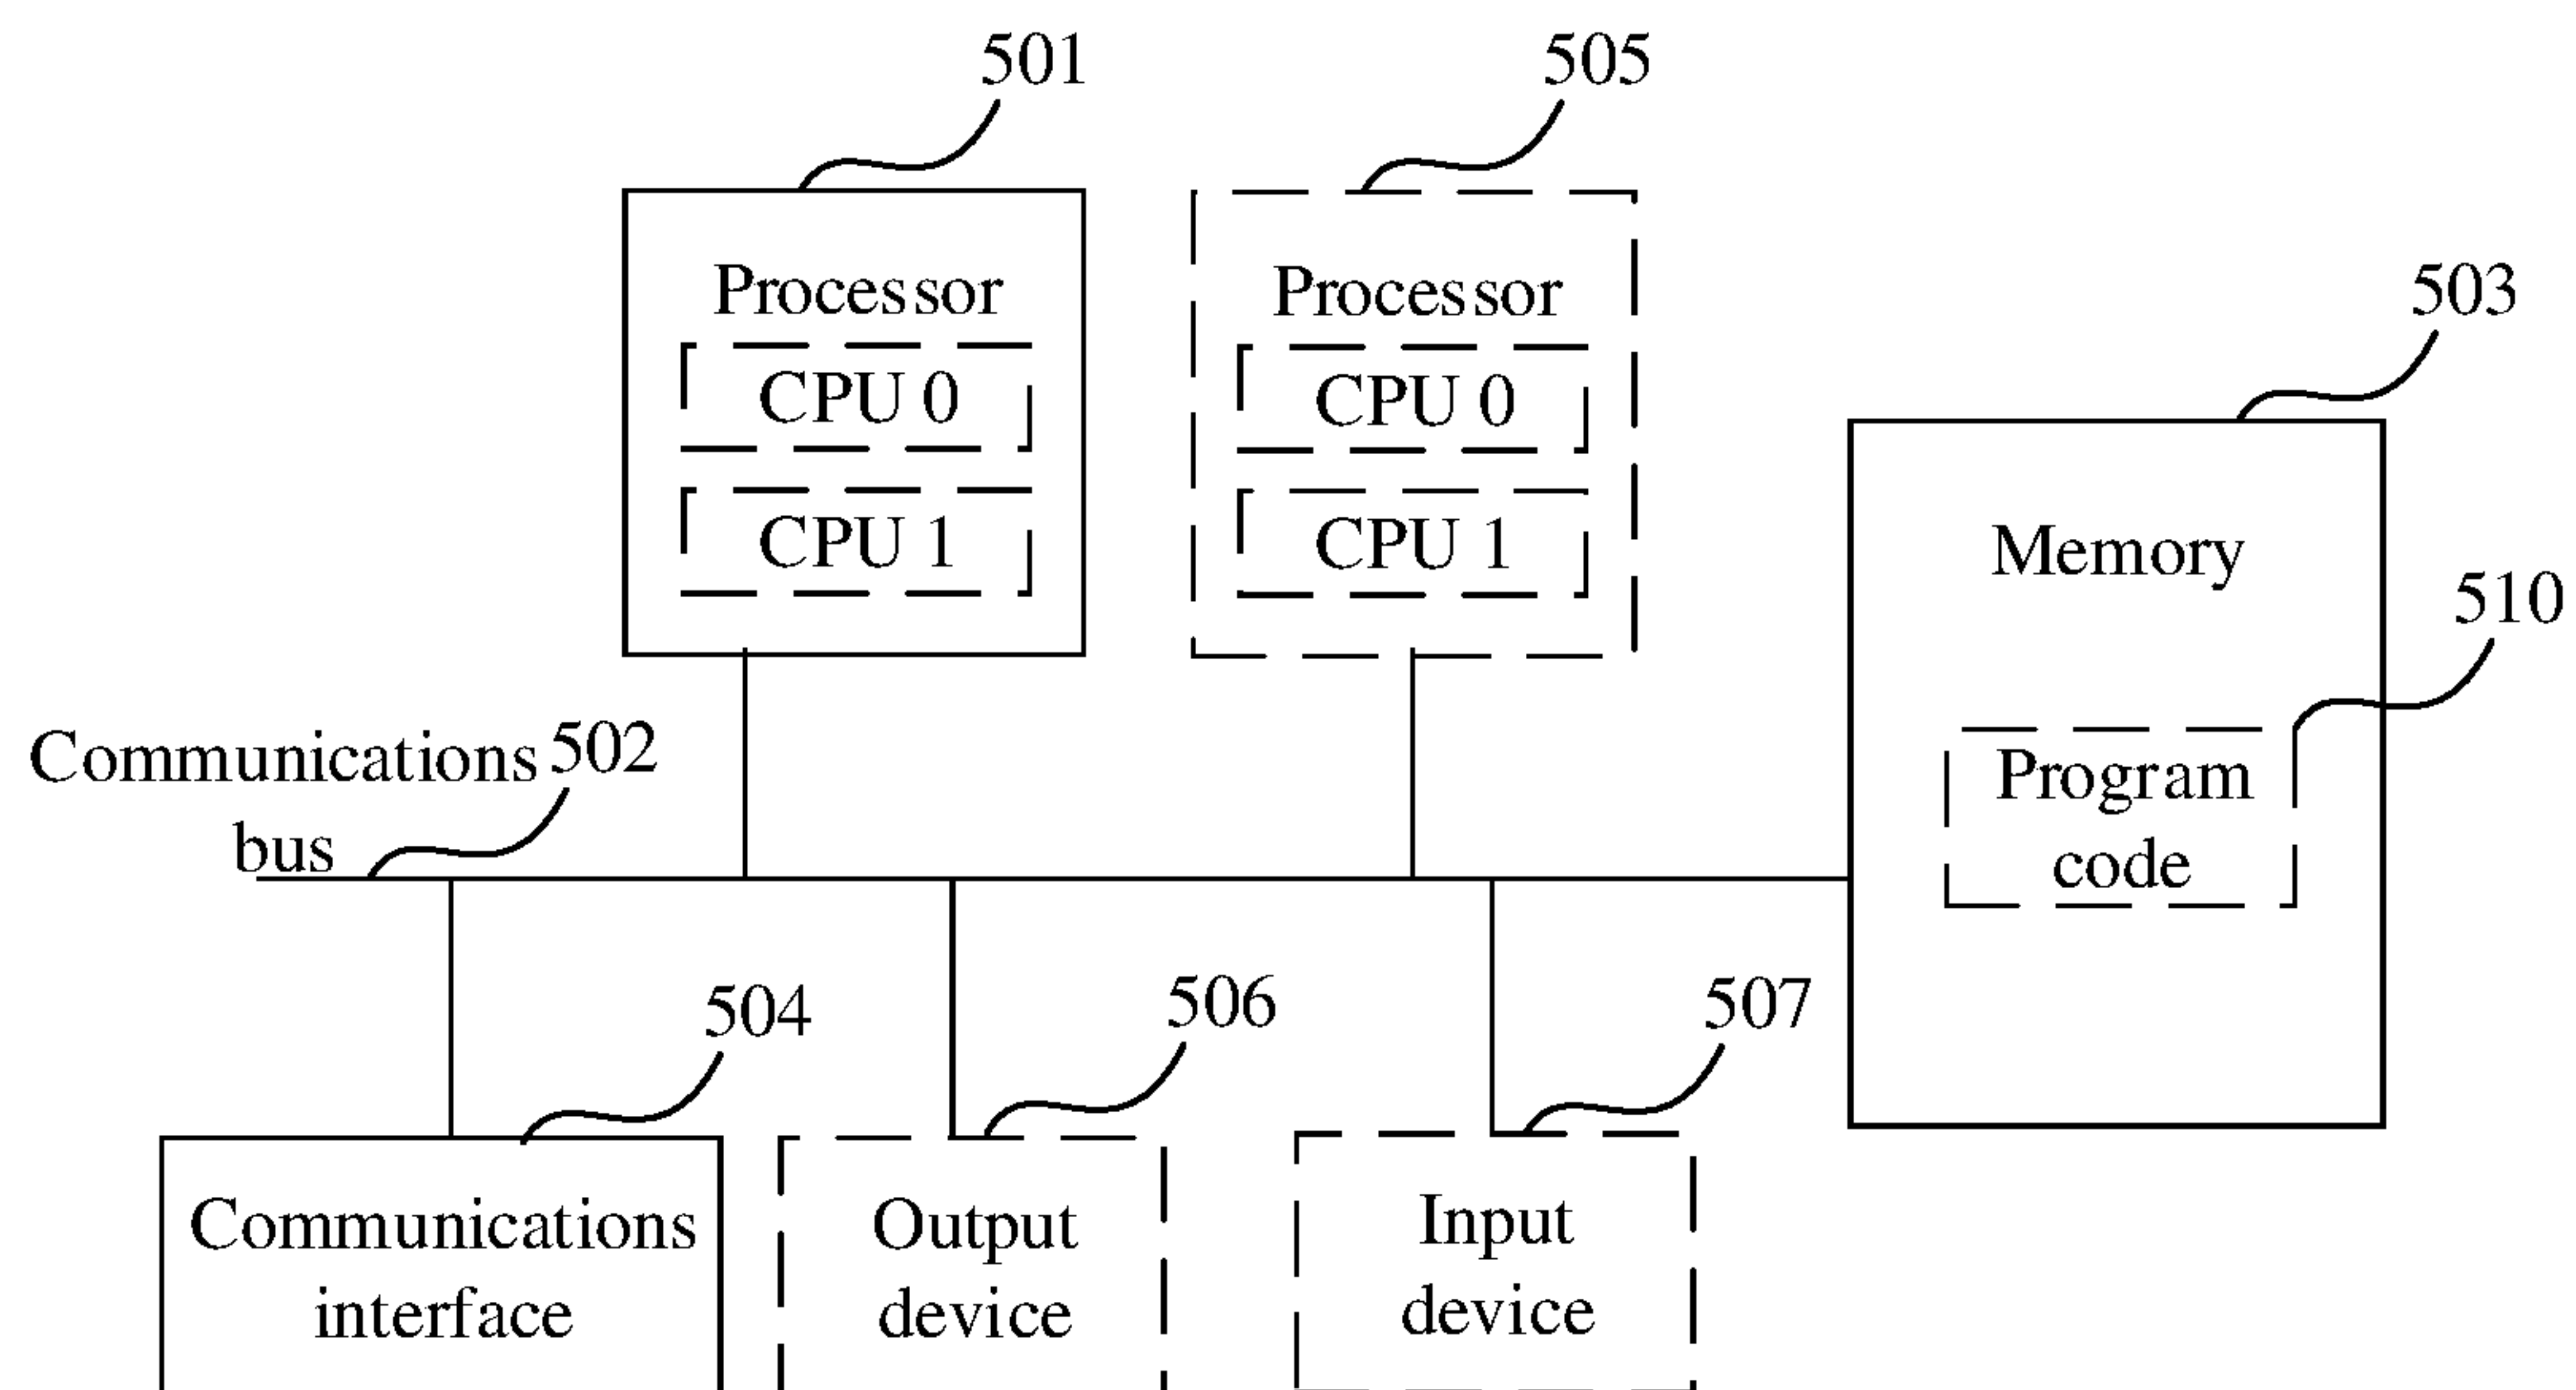 501
505
Processor
CPU 0
CPU 1
Processor
CPU 0
CPU 1
503
Memory
510
Program
code
Communications
bus
502
504
506
507
Communications
interface
Output
device
Input
device